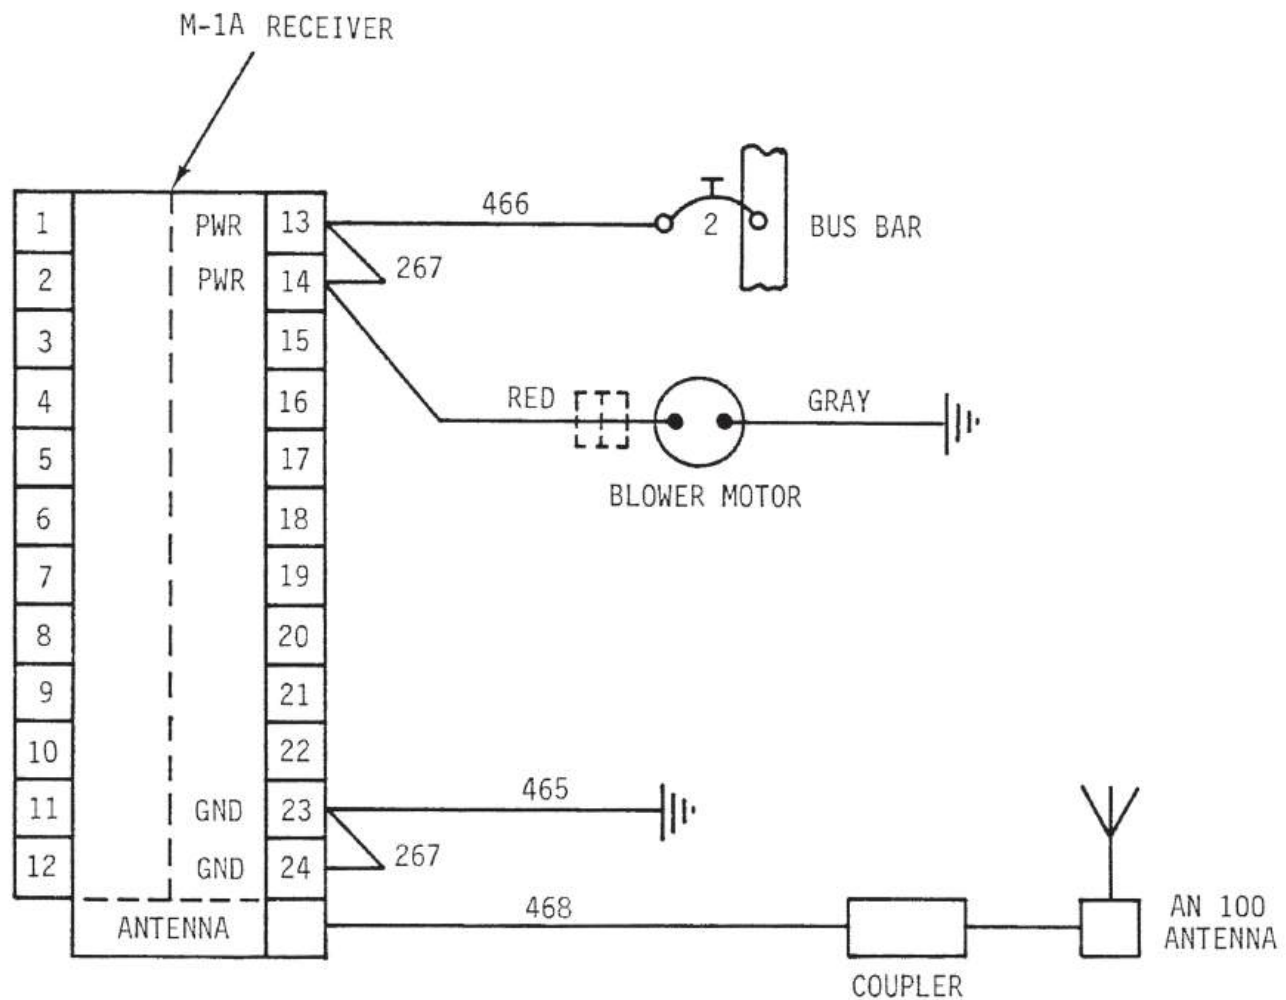 M-1A RECEIVER
1 PWR 13 466 2 BUS BAR
2 PWR 14 267
3 15
4 16 RED GRAY
5 17
BLOWER MOTOR
6 18
7 19
8 20
9 21
10 22
11 GND 23 465
12 GND 24 267
ANTENNA 468 AN 100
ANTENNA
COUPLER